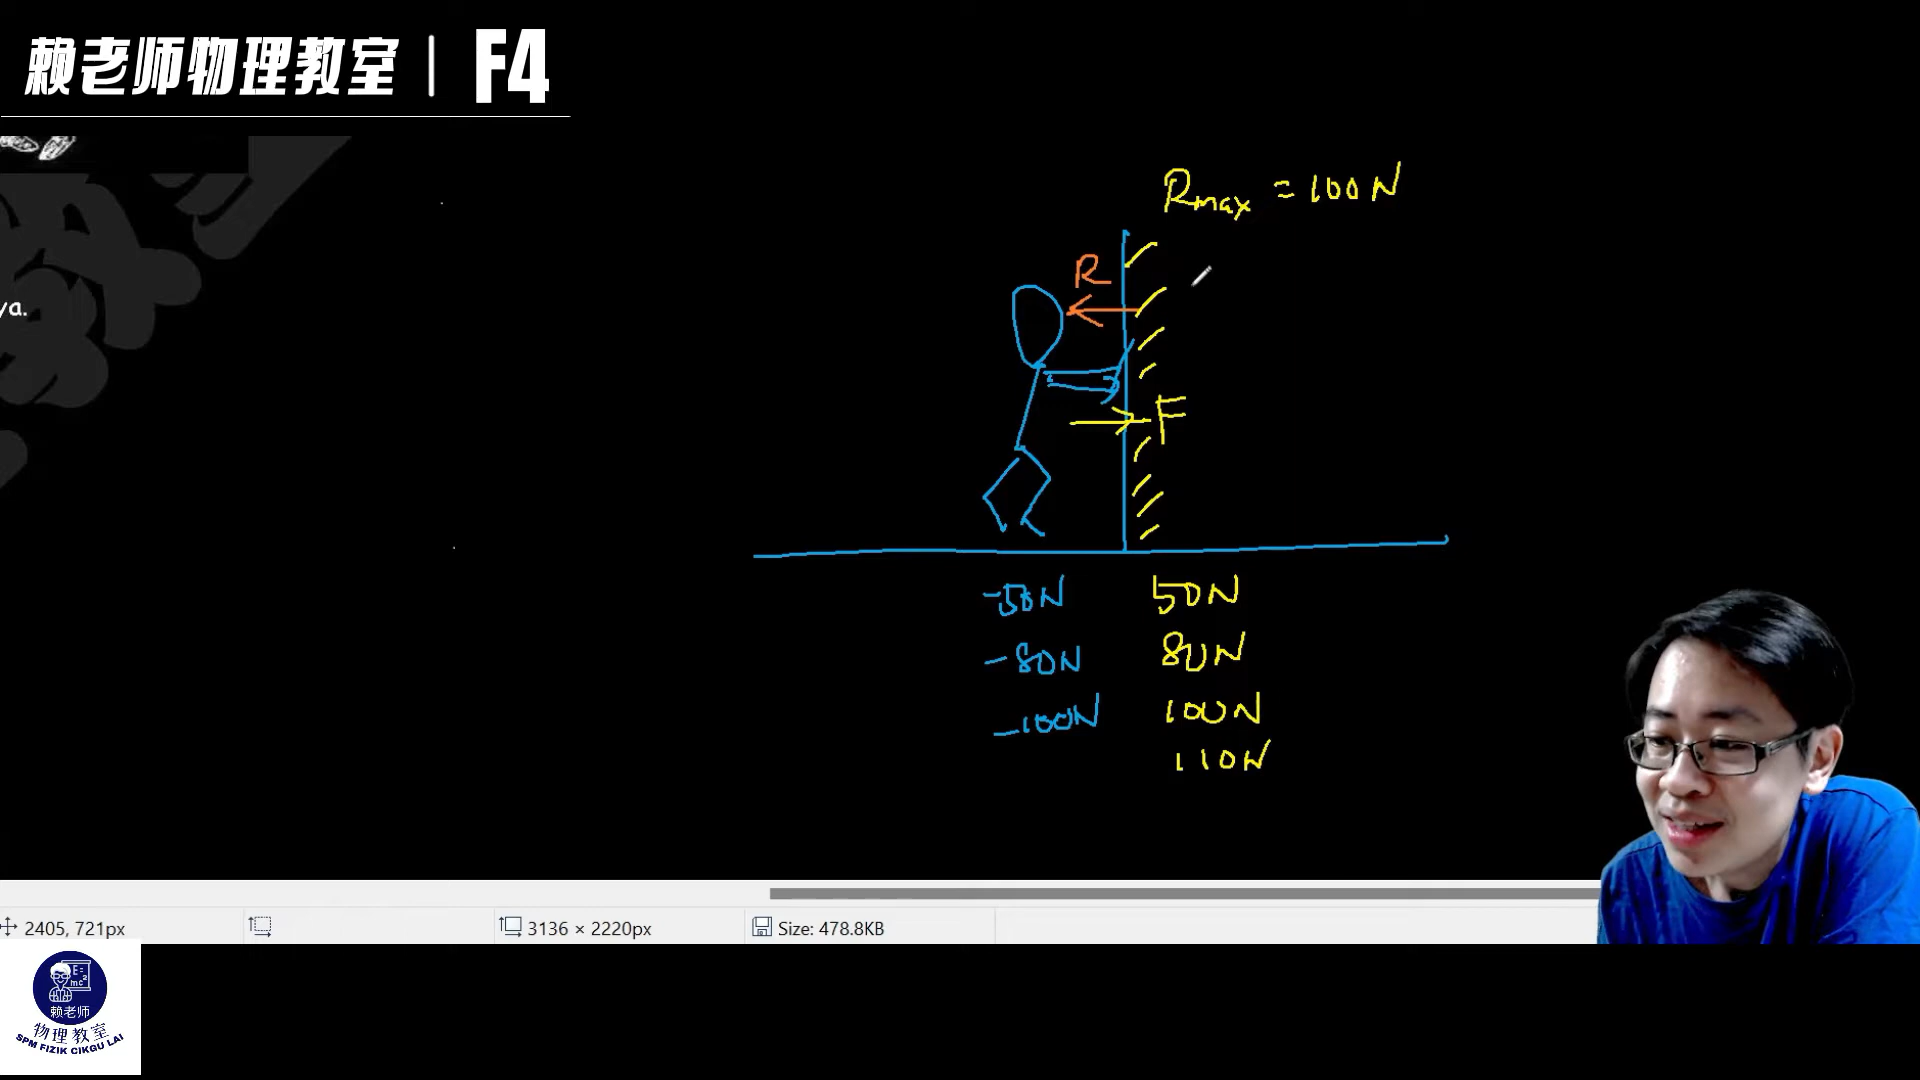 赖老师物理教室 | F4
ya.
Rmax = 100N
R
F
-50N 50N
-80N 80N
-100N 100N
110N
2405, 721px
3136 × 2220px
Size: 478.8KB
E=
mc²
赖老师
物理教室
SPM FIZIK CIKGU LAI